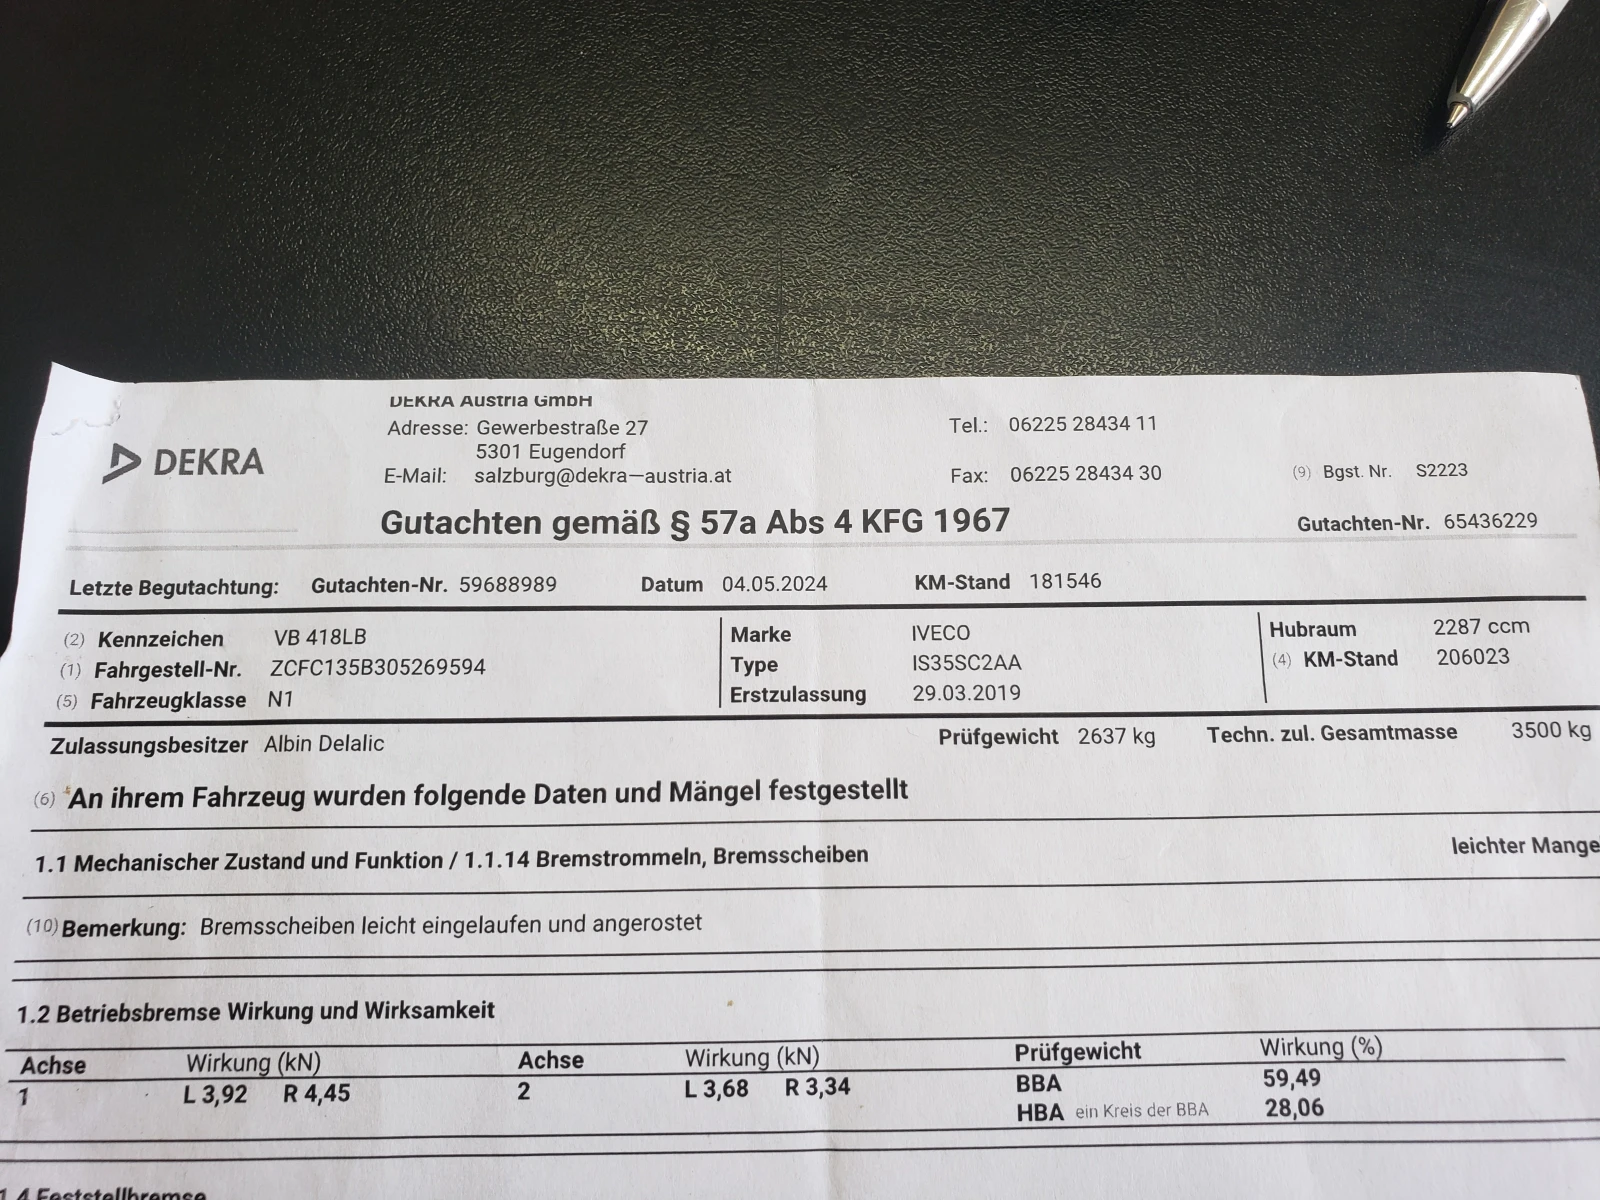 DEKRA Austria GmbH
Adresse: Gewerbestraße 27
5301 Eugendorf
E-Mail: salzburg@dekra-austria.at
Tel.: 06225 28434 11
Fax: 06225 28434 30
(9) Bgst. Nr. S2223
DEKRA
Gutachten gemäß § 57a Abs 4 KFG 1967
Gutachten-Nr. 65436229
Letzte Begutachtung: Gutachten-Nr. 59688989 Datum 04.05.2024 KM-Stand 181546
(2) Kennzeichen VB 418LB
(1) Fahrgestell-Nr. ZCFC135B305269594
(5) Fahrzeugklasse N1
Marke IVECO
Type IS35SC2AA
Erstzulassung 29.03.2019
Hubraum 2287 ccm
(4) KM-Stand 206023
Zulassungsbesitzer Albin Delalic Prüfgewicht 2637 kg Techn. zul. Gesamtmasse 3500 kg
(6) An ihrem Fahrzeug wurden folgende Daten und Mängel festgestellt
1.1 Mechanischer Zustand und Funktion / 1.1.14 Bremstrommeln, Bremsscheiben leichter Mangel
(10) Bemerkung: Bremsscheiben leicht eingelaufen und angerostet
1.2 Betriebsbremse Wirkung und Wirksamkeit
Achse Wirkung (kN) Achse Wirkung (kN) Prüfgewicht Wirkung (%)
1 L 3,92 R 4,45 2 L 3,68 R 3,34 BBA 59,49
HBA ein Kreis der BBA 28,06
1.4 Feststellbremse